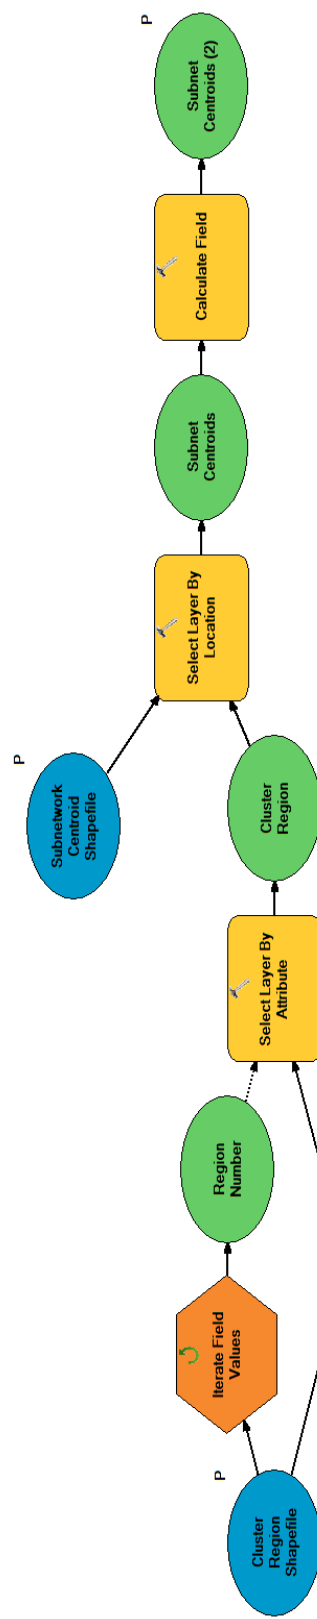 Cluster
Region
Shapefile
P
Iterate Field
Values
Region
Number
Select Layer By
Attribute
Cluster
Region
Subnetwork
Centroid
Shapefile
P
Select Layer By
Location
Subnet
Centroids
Calculate Field
Subnet
Centroids (2)
P